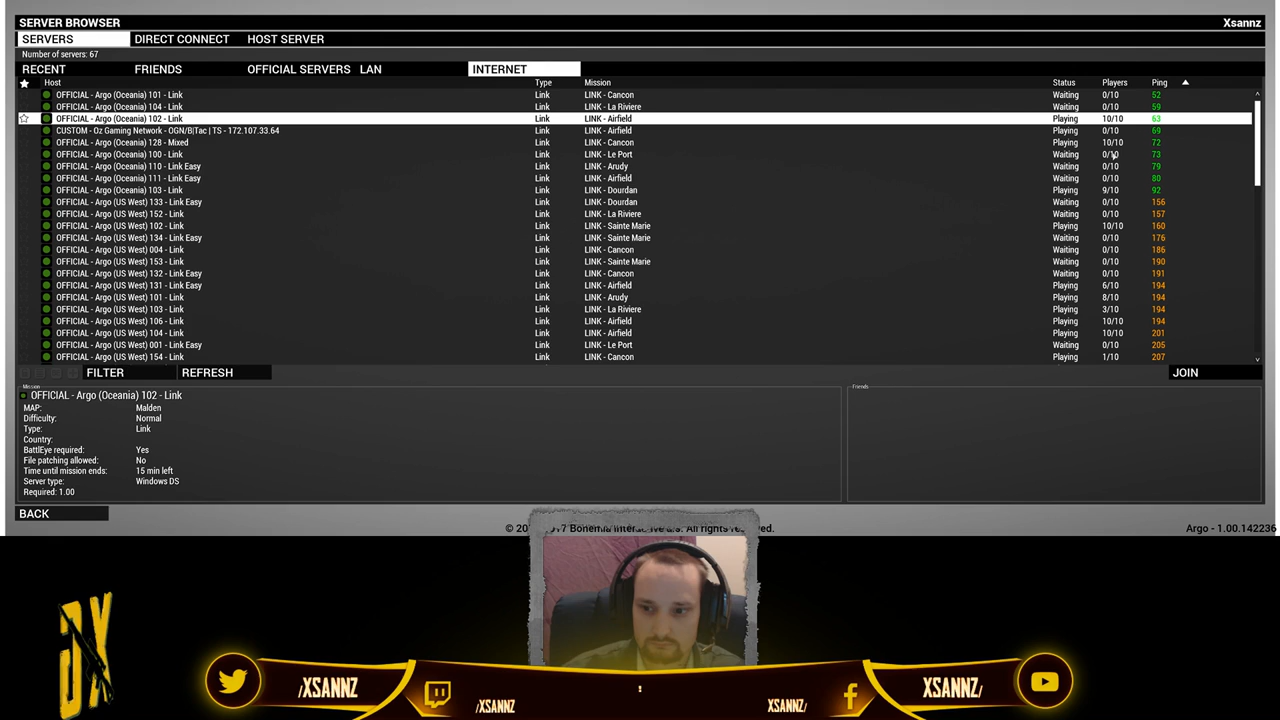 SERVER BROWSER Xsannz
SERVERS DIRECT CONNECT HOST SERVER
Number of servers: 67
RECENT FRIENDS OFFICIAL SERVERS LAN INTERNET
Host Type Mission Status Players Ping
OFFICIAL - Argo (Oceania) 101 - Link Link LINK - Cancon Waiting 0/10 52
OFFICIAL - Argo (Oceania) 104 - Link Link LINK - La Riviere Waiting 0/10 59
OFFICIAL - Argo (Oceania) 102 - Link Link LINK - Airfield Playing 10/10 63
CUSTOM - Oz Gaming Network - OGN/B|Tac | TS - 172.107.33.64 Link LINK - Airfield Playing 0/10 69
OFFICIAL - Argo (Oceania) 128 - Mixed Link LINK - Cancon Playing 10/10 72
OFFICIAL - Argo (Oceania) 100 - Link Link LINK - Le Port Waiting 0/10 73
OFFICIAL - Argo (Oceania) 110 - Link Easy Link LINK - Arudy Waiting 0/10 79
OFFICIAL - Argo (Oceania) 111 - Link Easy Link LINK - Airfield Waiting 0/10 80
OFFICIAL - Argo (Oceania) 103 - Link Link LINK - Dourdan Playing 9/10 92
OFFICIAL - Argo (US West) 133 - Link Easy Link LINK - Dourdan Waiting 0/10 156
OFFICIAL - Argo (US West) 152 - Link Link LINK - La Riviere Waiting 0/10 157
OFFICIAL - Argo (US West) 102 - Link Link LINK - Sainte Marie Playing 10/10 160
OFFICIAL - Argo (US West) 134 - Link Easy Link LINK - Sainte Marie Waiting 0/10 176
OFFICIAL - Argo (US West) 004 - Link Link LINK - Cancon Waiting 0/10 186
OFFICIAL - Argo (US West) 153 - Link Link LINK - Sainte Marie Waiting 0/10 190
OFFICIAL - Argo (US West) 132 - Link Easy Link LINK - Cancon Waiting 0/10 191
OFFICIAL - Argo (US West) 131 - Link Easy Link LINK - Airfield Playing 6/10 194
OFFICIAL - Argo (US West) 101 - Link Link LINK - Arudy Playing 8/10 194
OFFICIAL - Argo (US West) 103 - Link Link LINK - La Riviere Playing 3/10 194
OFFICIAL - Argo (US West) 106 - Link Link LINK - Airfield Playing 10/10 194
OFFICIAL - Argo (US West) 104 - Link Link LINK - Airfield Playing 10/10 201
OFFICIAL - Argo (US West) 001 - Link Easy Link LINK - Le Port Waiting 0/10 205
OFFICIAL - Argo (US West) 154 - Link Link LINK - Cancon Playing 1/10 207
FILTER REFRESH JOIN
Mission Friends
OFFICIAL - Argo (Oceania) 102 - Link
MAP: Malden
Difficulty: Normal
Type: Link
Country:
BattlEye required: Yes
File patching allowed: No
Time until mission ends: 15 min left
Server type: Windows DS
Required: 1.00
BACK
Bohemia All rights Argo - 1.00.142236
JX
/XSANNZ /XSANNZ XSANNZ/ XSANNZ/